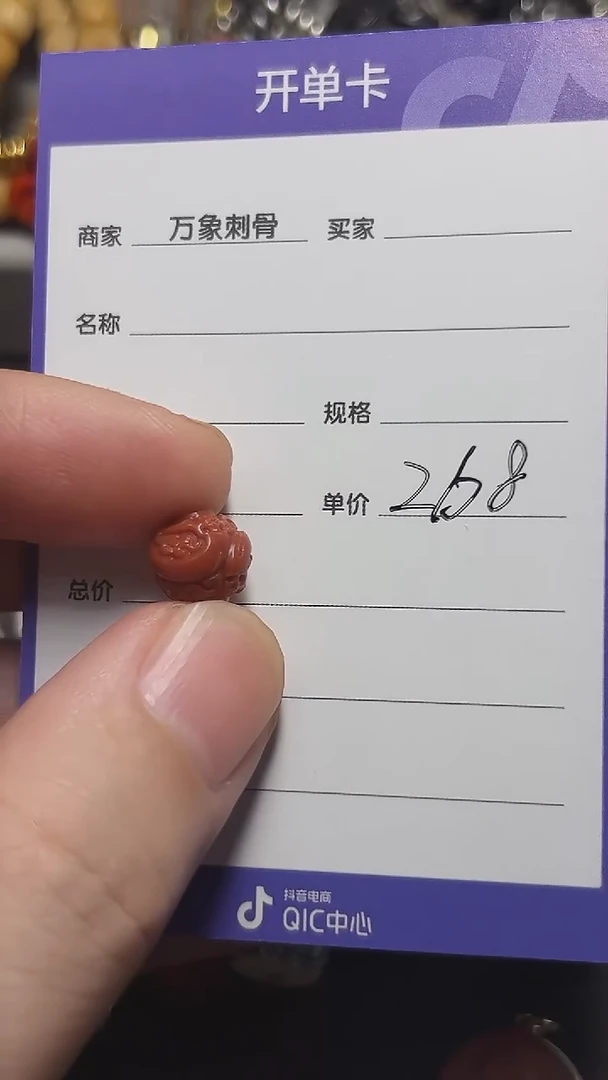 开单卡
商家 万象刺骨 买家
名称
规格
单价 268
总价
抖音电商
QIC中心